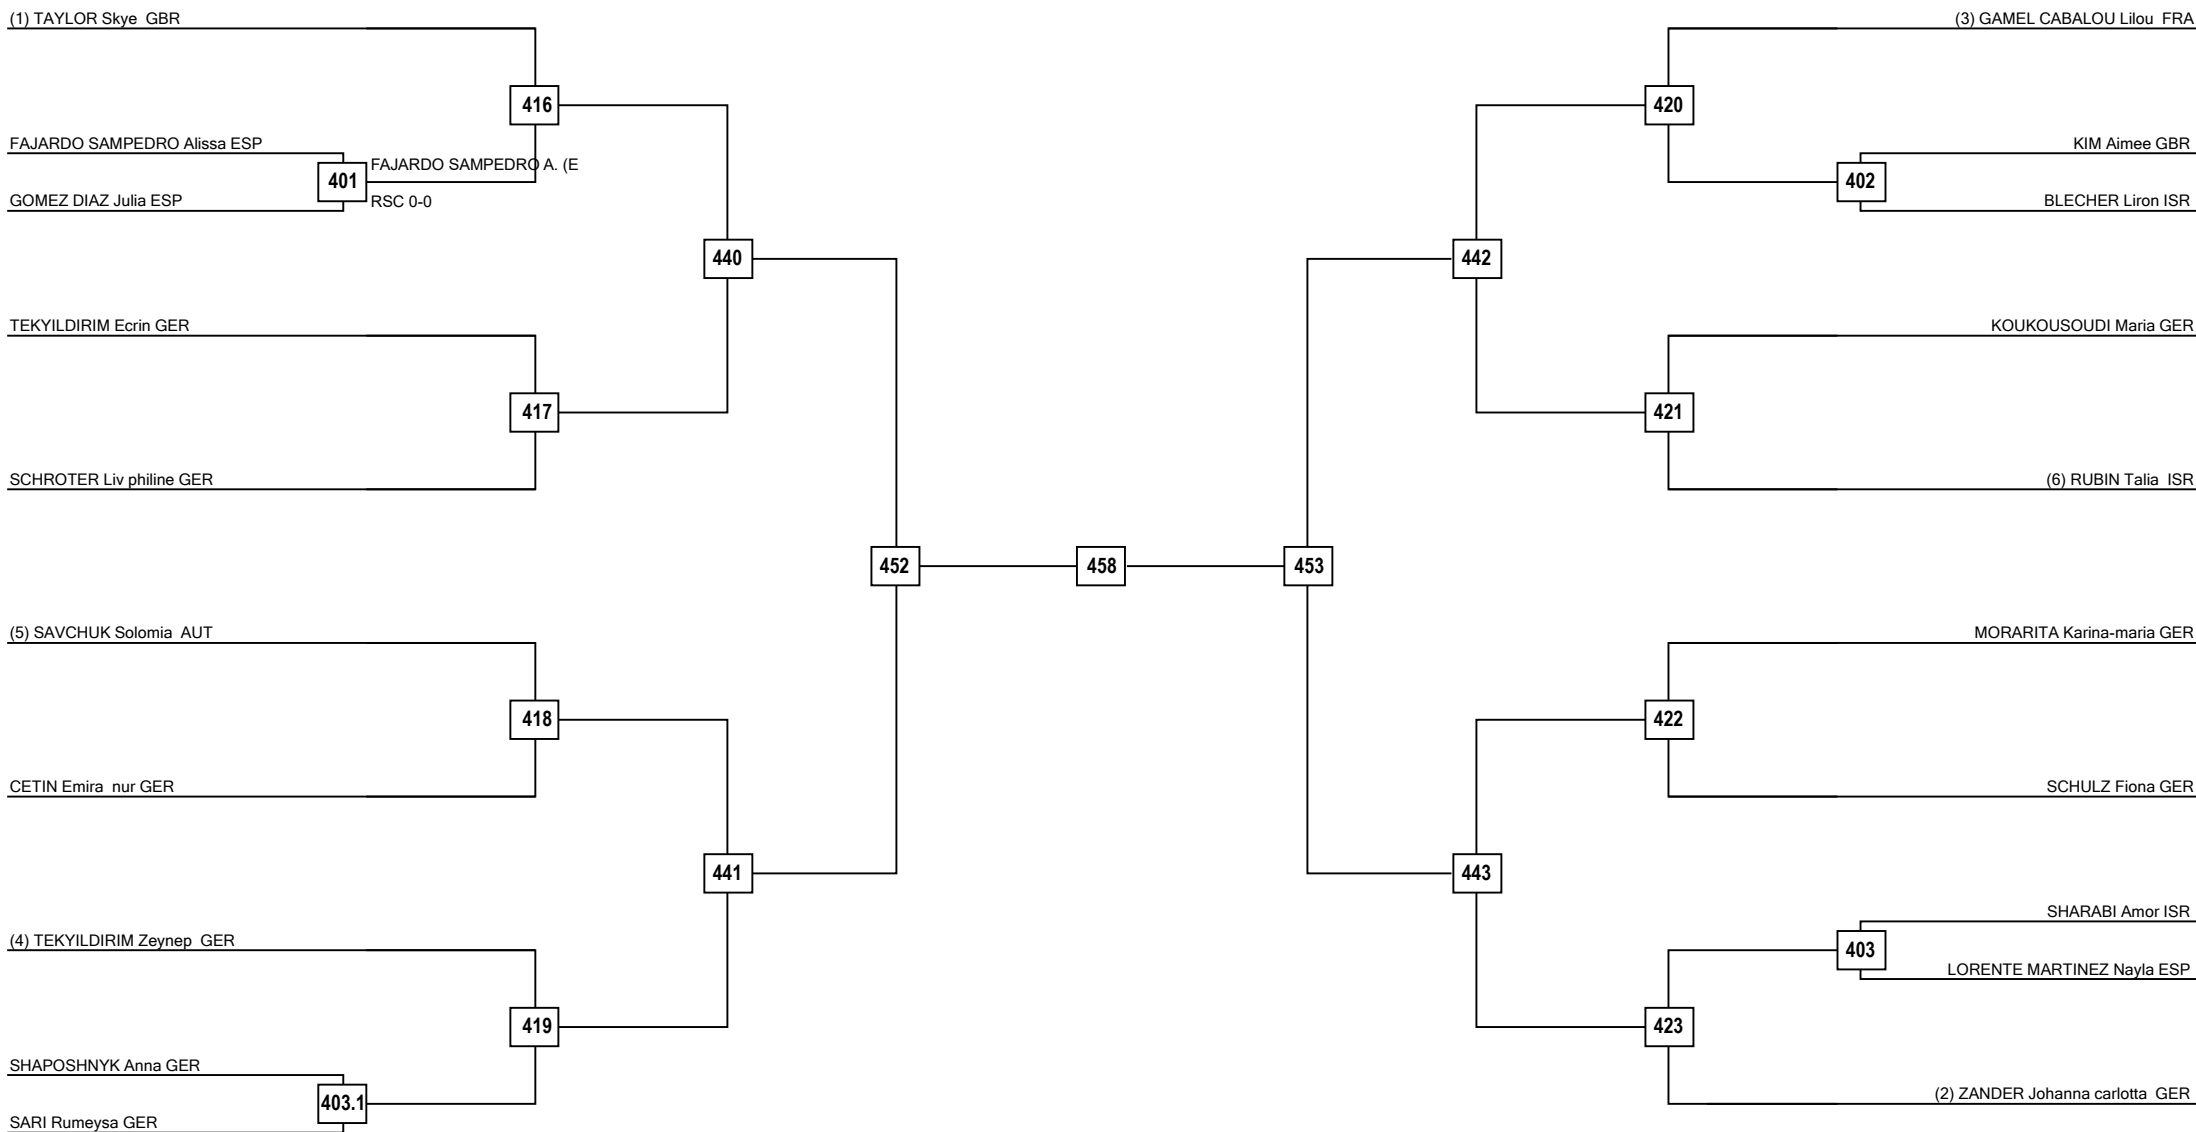 (1) TAYLOR Skye  GBR
416
FAJARDO SAMPEDRO Alissa ESP
401
FAJARDO SAMPEDRO A. (E
RSC 0-0
GOMEZ DIAZ Julia ESP
440
TEKYILDIRIM Ecrin GER
417
SCHROTER Liv philine GER
452
(5) SAVCHUK Solomia  AUT
418
CETIN Emira  nur GER
441
(4) TEKYILDIRIM Zeynep  GER
419
SHAPOSHNYK Anna GER
403.1
SARI Rumeysa GER
458
(3) GAMEL CABALOU Lilou  FRA
420
KIM Aimee GBR
402
BLECHER Liron ISR
442
KOUKOUSOUDI Maria GER
421
(6) RUBIN Talia  ISR
453
MORARITA Karina-maria GER
422
SCHULZ Fiona GER
443
SHARABI Amor ISR
403
LORENTE MARTINEZ Nayla ESP
423
(2) ZANDER Johanna carlotta  GER